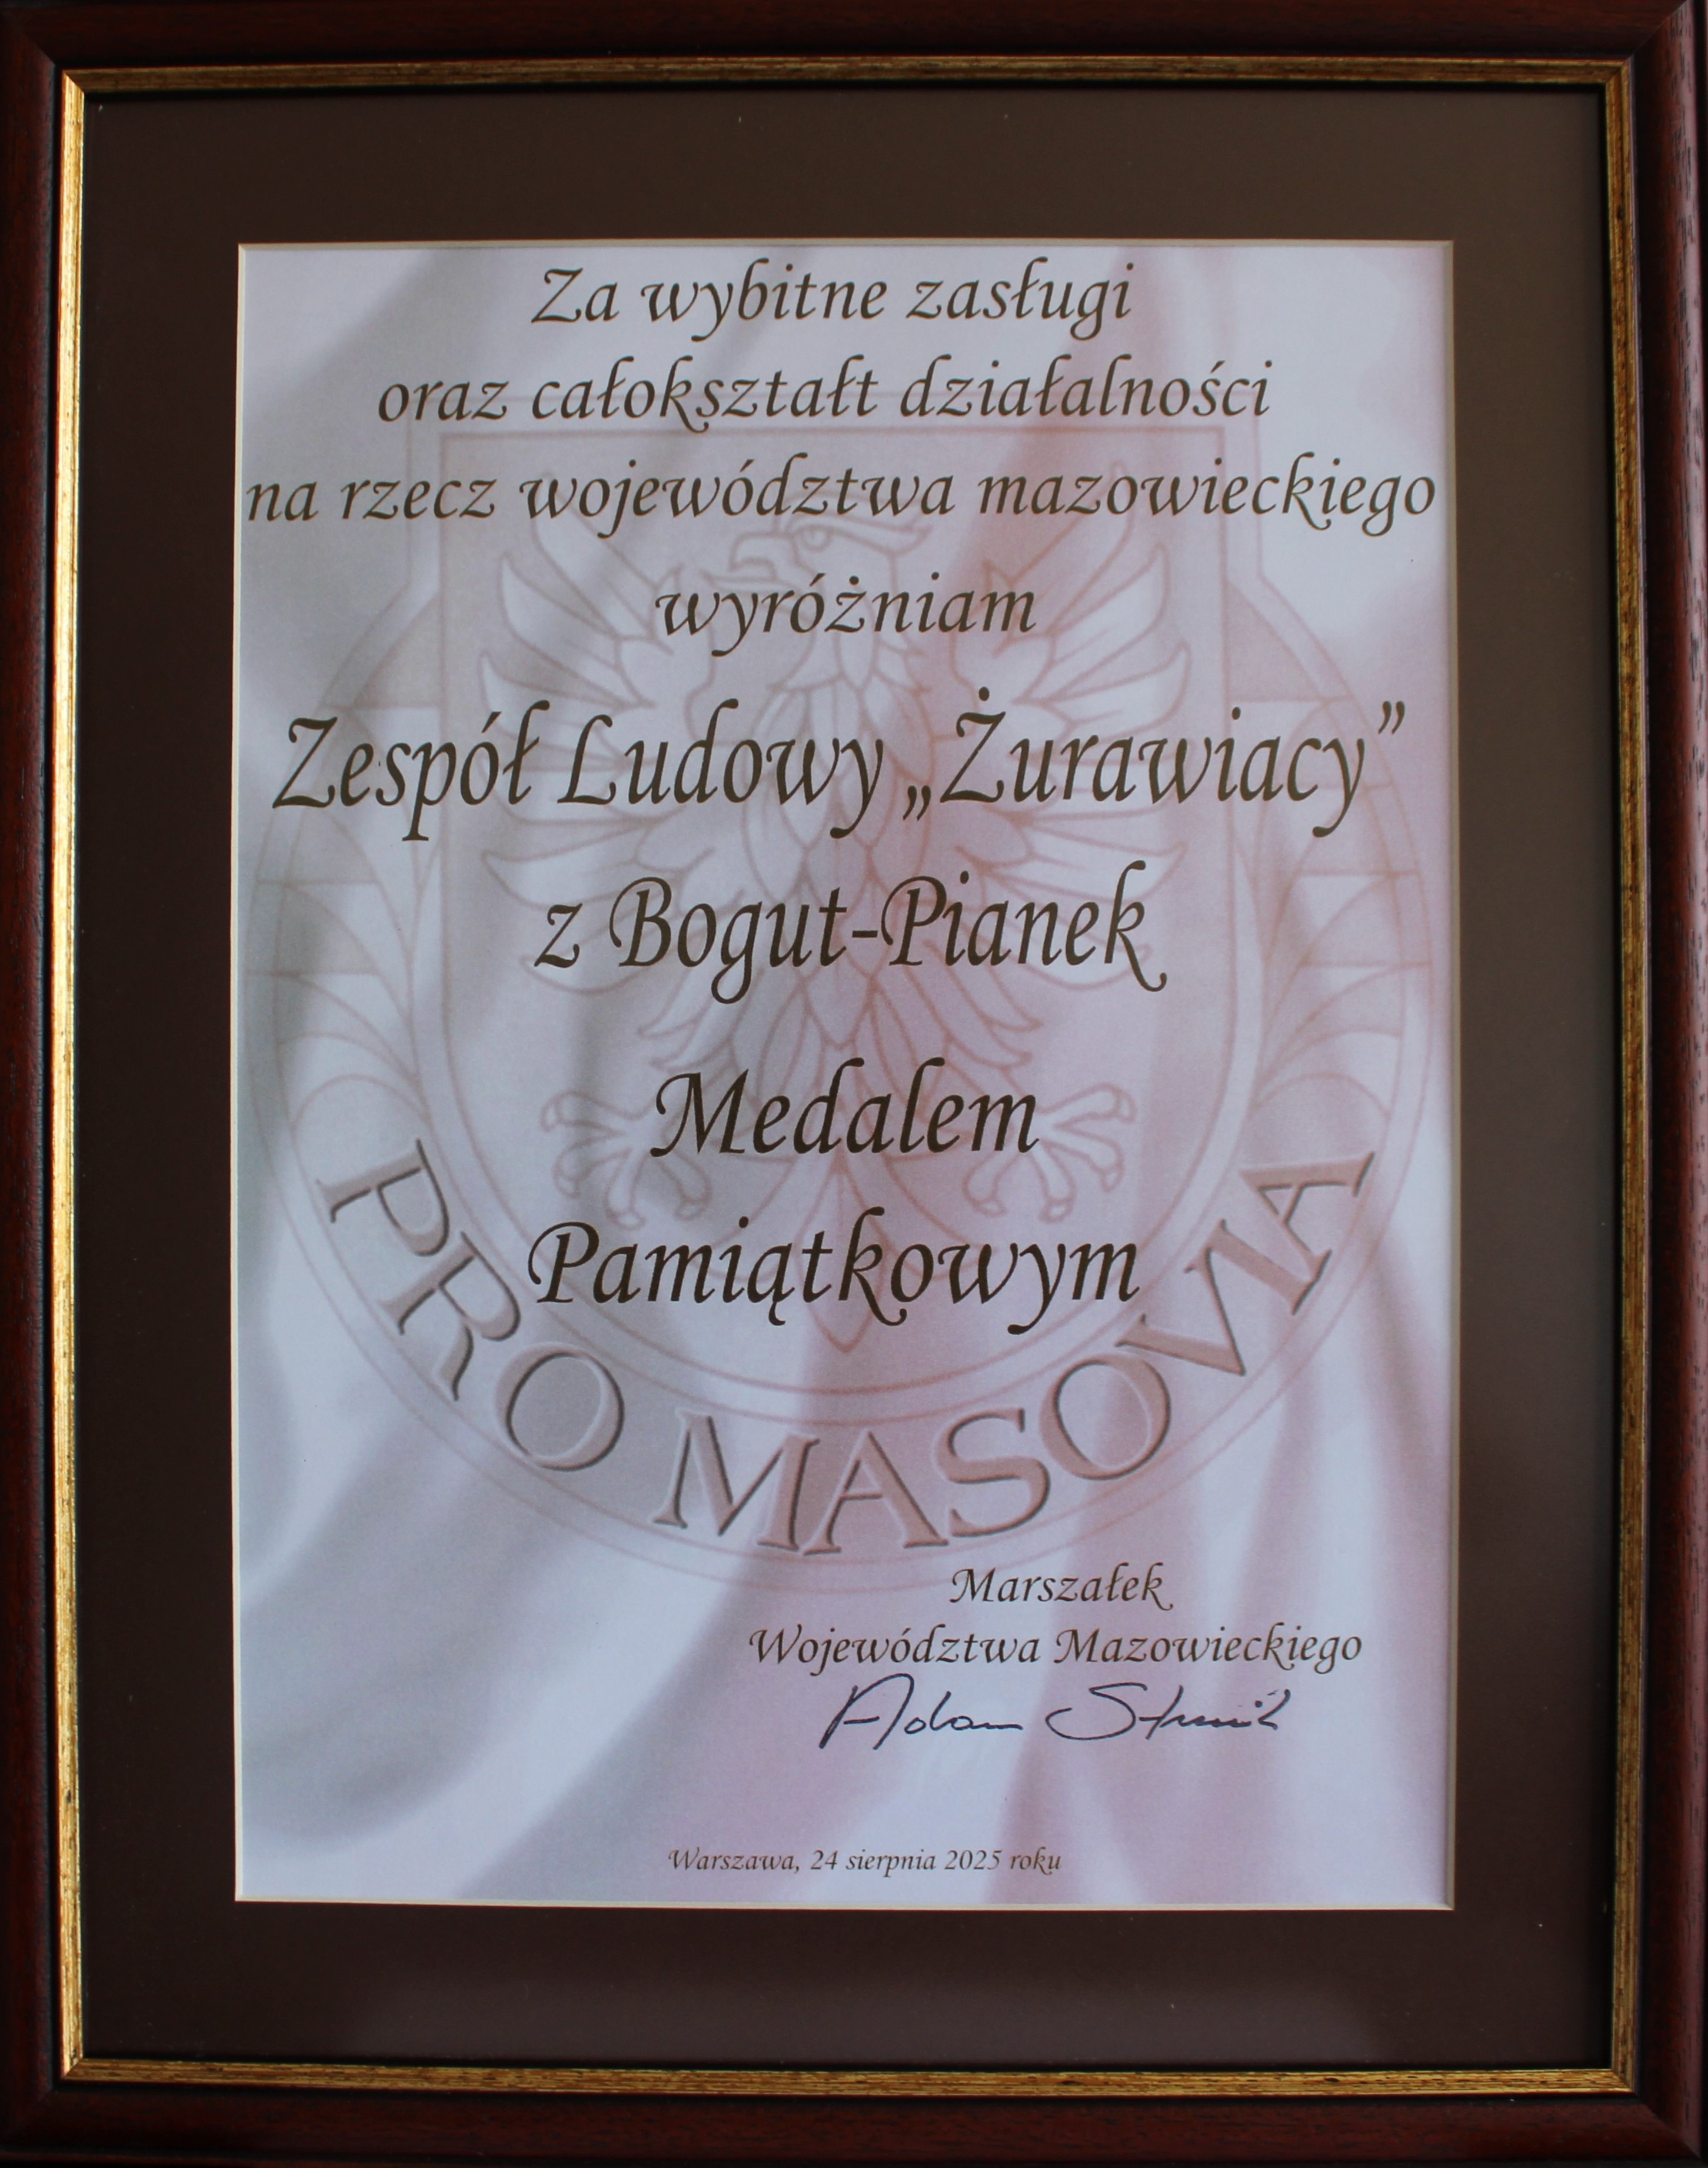 Za wybitne zasługi
oraz całokształt działalności
na rzecz województwa mazowieckiego
wyróżniam
Zespół Ludowy „Żurawiacy”
z Bogut-Pianek
Medalem
Pamiątkowym
PRO MASOVIA
Marszałek
Województwa Mazowieckiego
Adam Struzik
Warszawa, 24 sierpnia 2025 roku